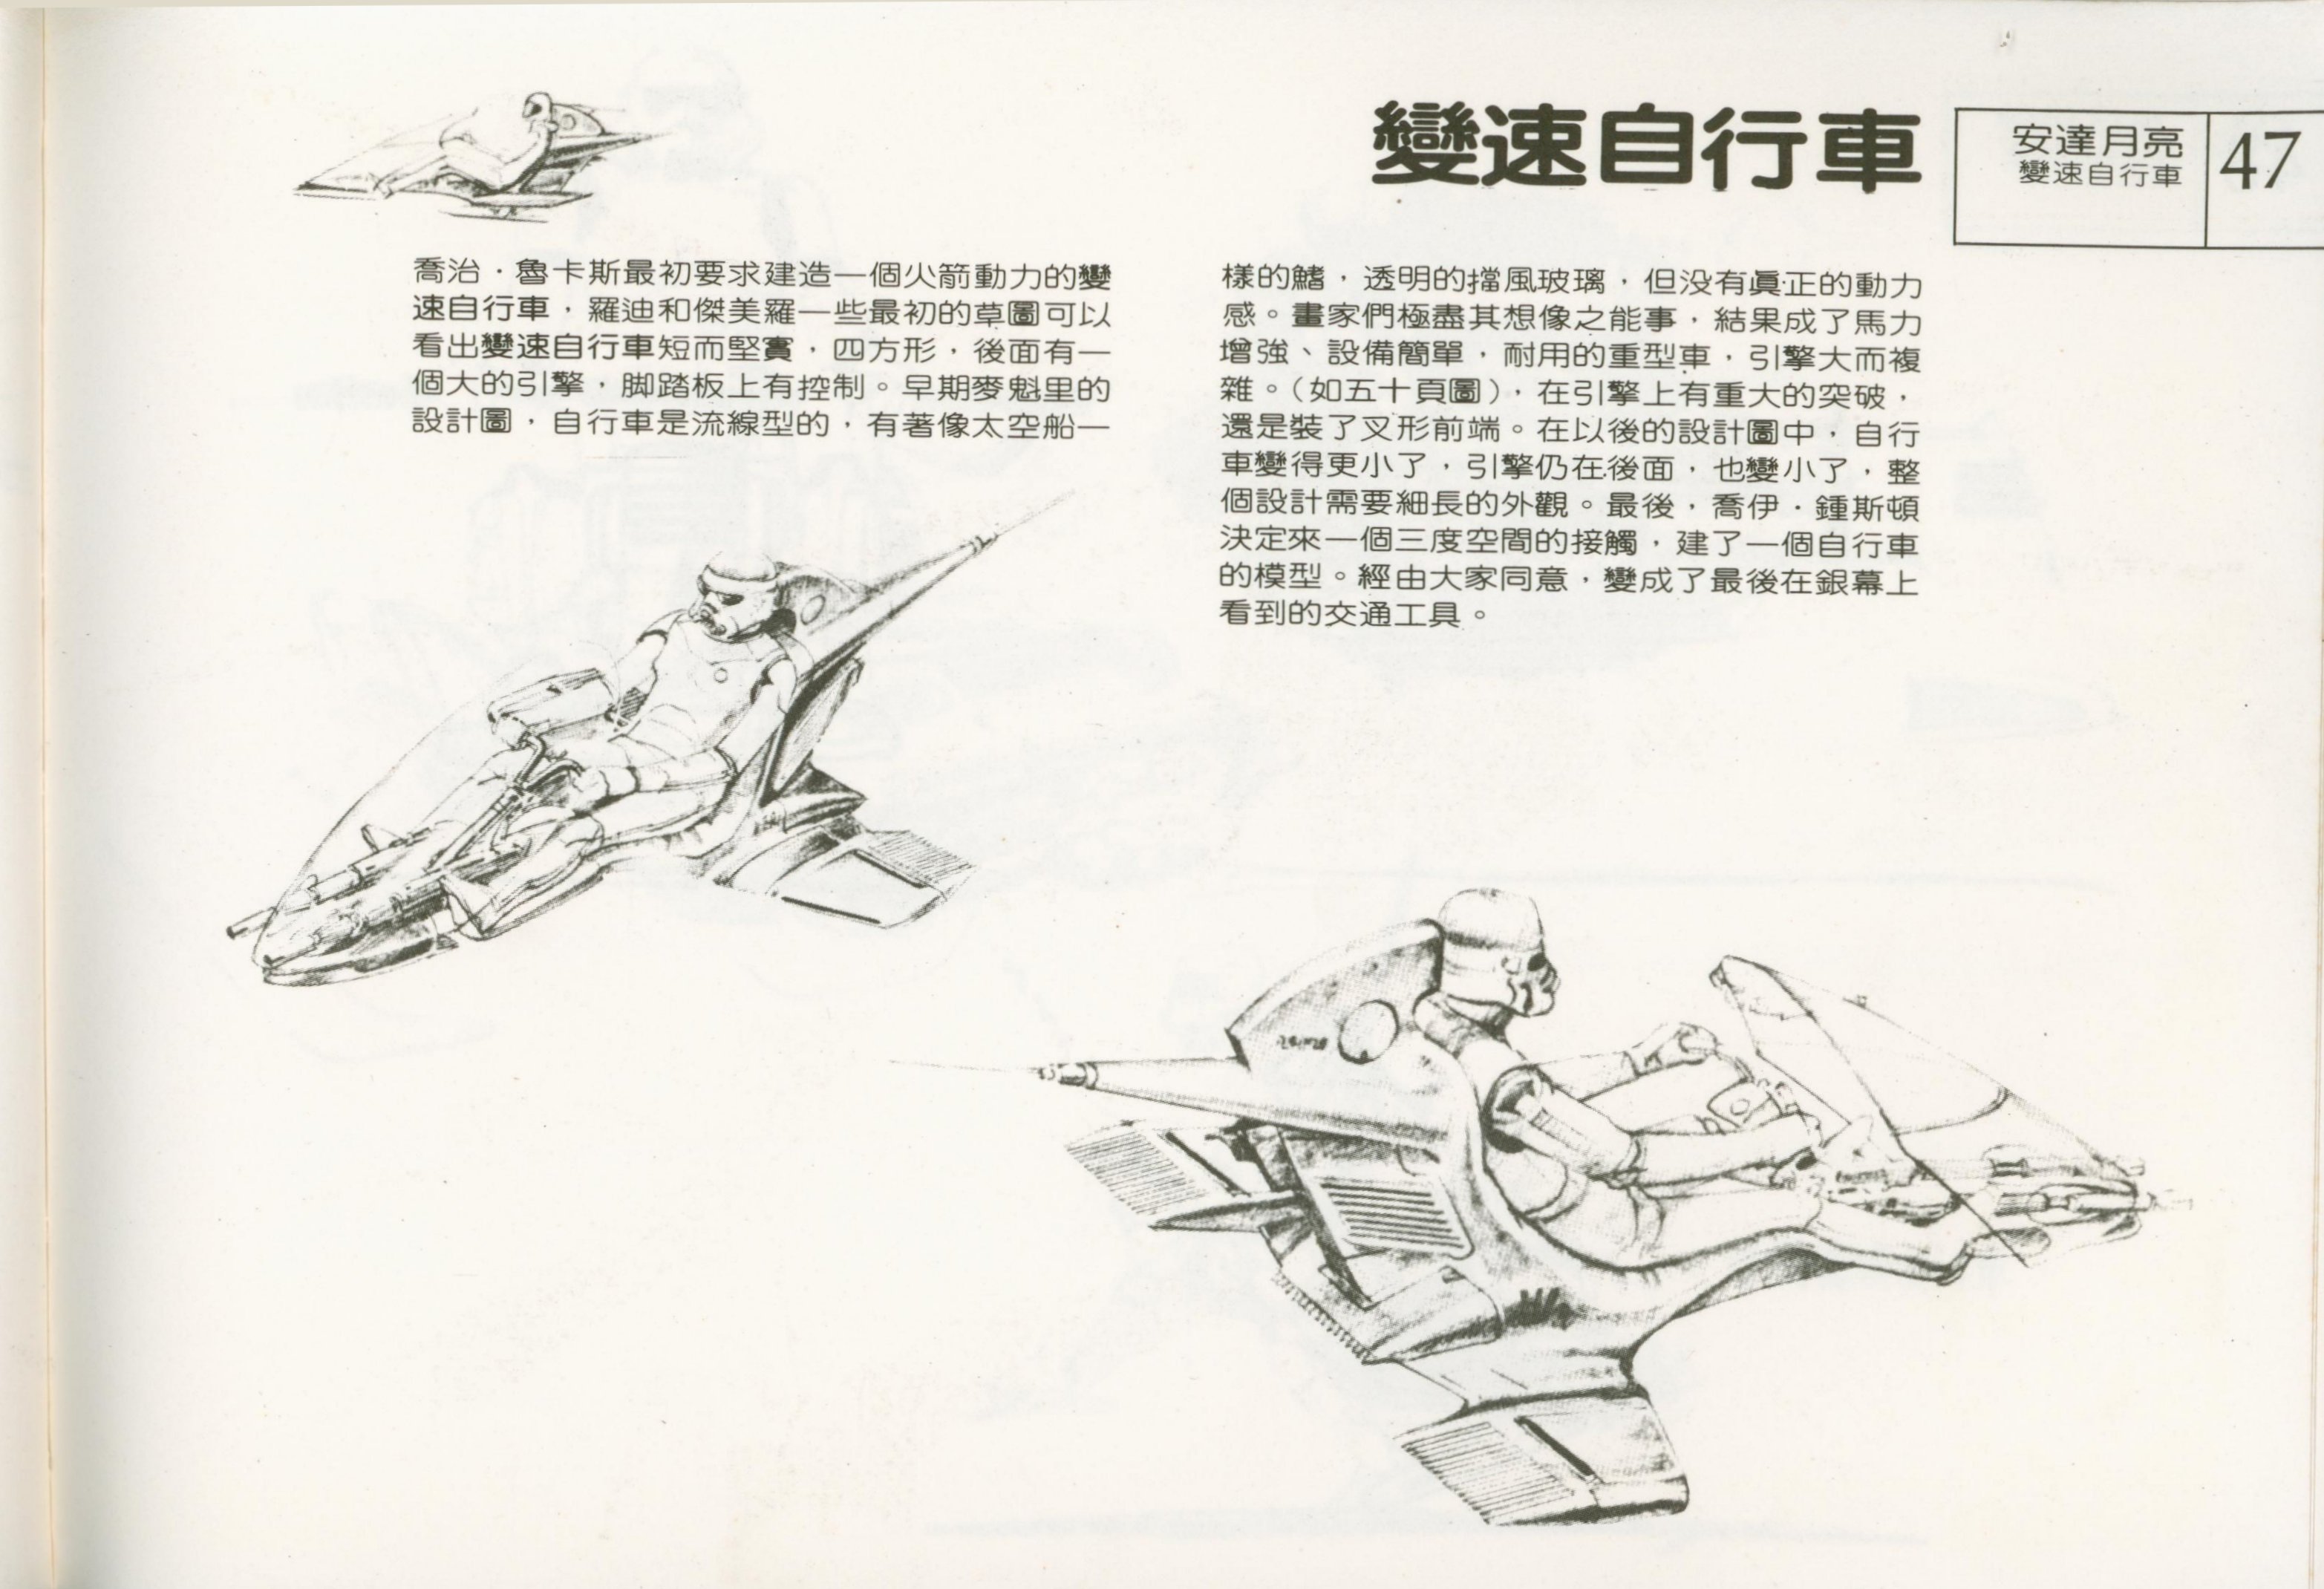 變速自行車
安達月亮
變速自行車
47
喬治·魯卡斯最初要求建造一個火箭動力的變
速自行車，羅迪和傑美羅一些最初的草圖可以
看出變速自行車短而堅實，四方形，後面有一
個大的引擎，脚踏板上有控制。早期麥魁里的
設計圖，自行車是流線型的，有著像太空船一
樣的鰭，透明的擋風玻璃，但没有眞正的動力
感。畫家們極盡其想像之能事，結果成了馬力
增強、設備簡單，耐用的重型車，引擎大而複
雜。（如五十頁圖），在引擎上有重大的突破，
還是裝了叉形前端。在以後的設計圖中，自行
車變得更小了，引擎仍在後面，也變小了，整
個設計需要細長的外觀。最後，喬伊·鍾斯頓
決定來一個三度空間的接觸，建了一個自行車
的模型。經由大家同意，變成了最後在銀幕上
看到的交通工具。